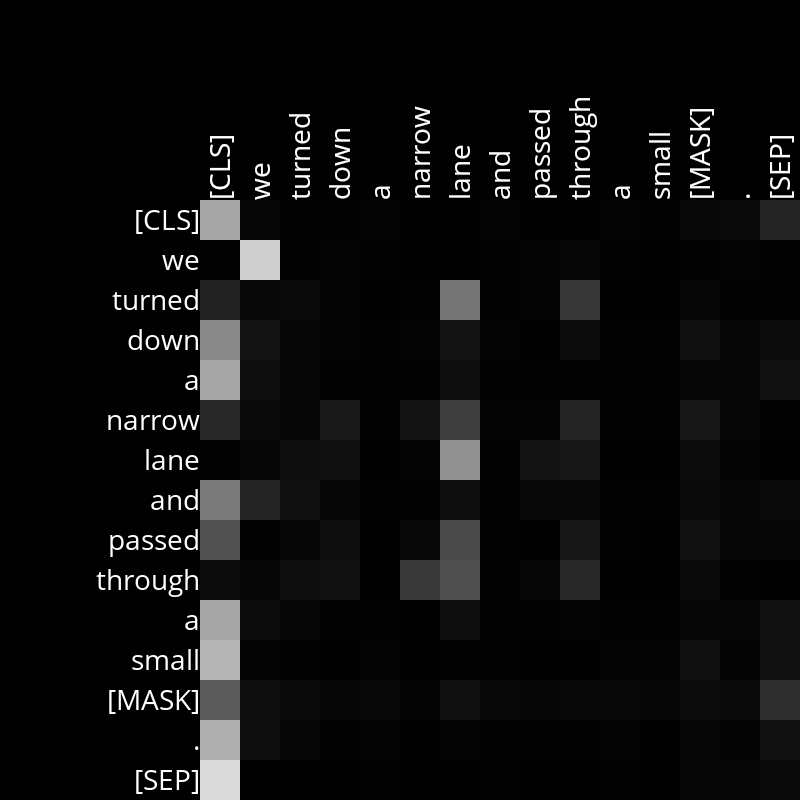 [CLS] we turned down a narrow lane and passed through a small [MASK] . [SEP]
[CLS]
we
turned
down
a
narrow
lane
and
passed
through
a
small
[MASK]
.
[SEP]